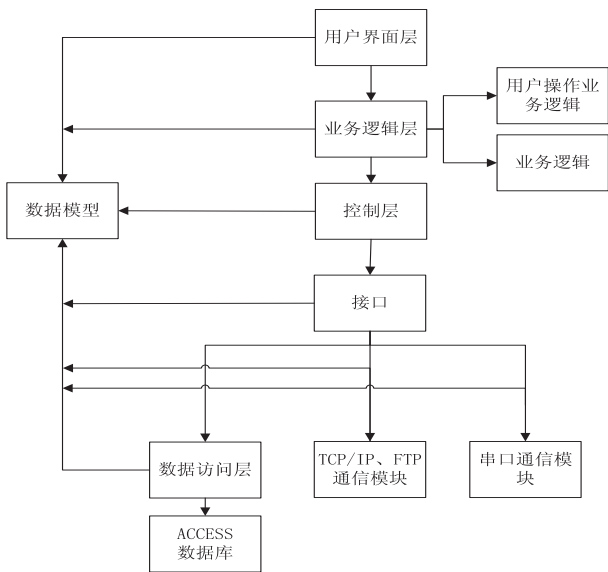 用户界面层
用户操作业
务逻辑
业务逻辑层
业务逻辑
数据模型
控制层
接口
数据访问层
TCP/IP、FTP
通信模块
串口通信模
块
ACCESS
数据库